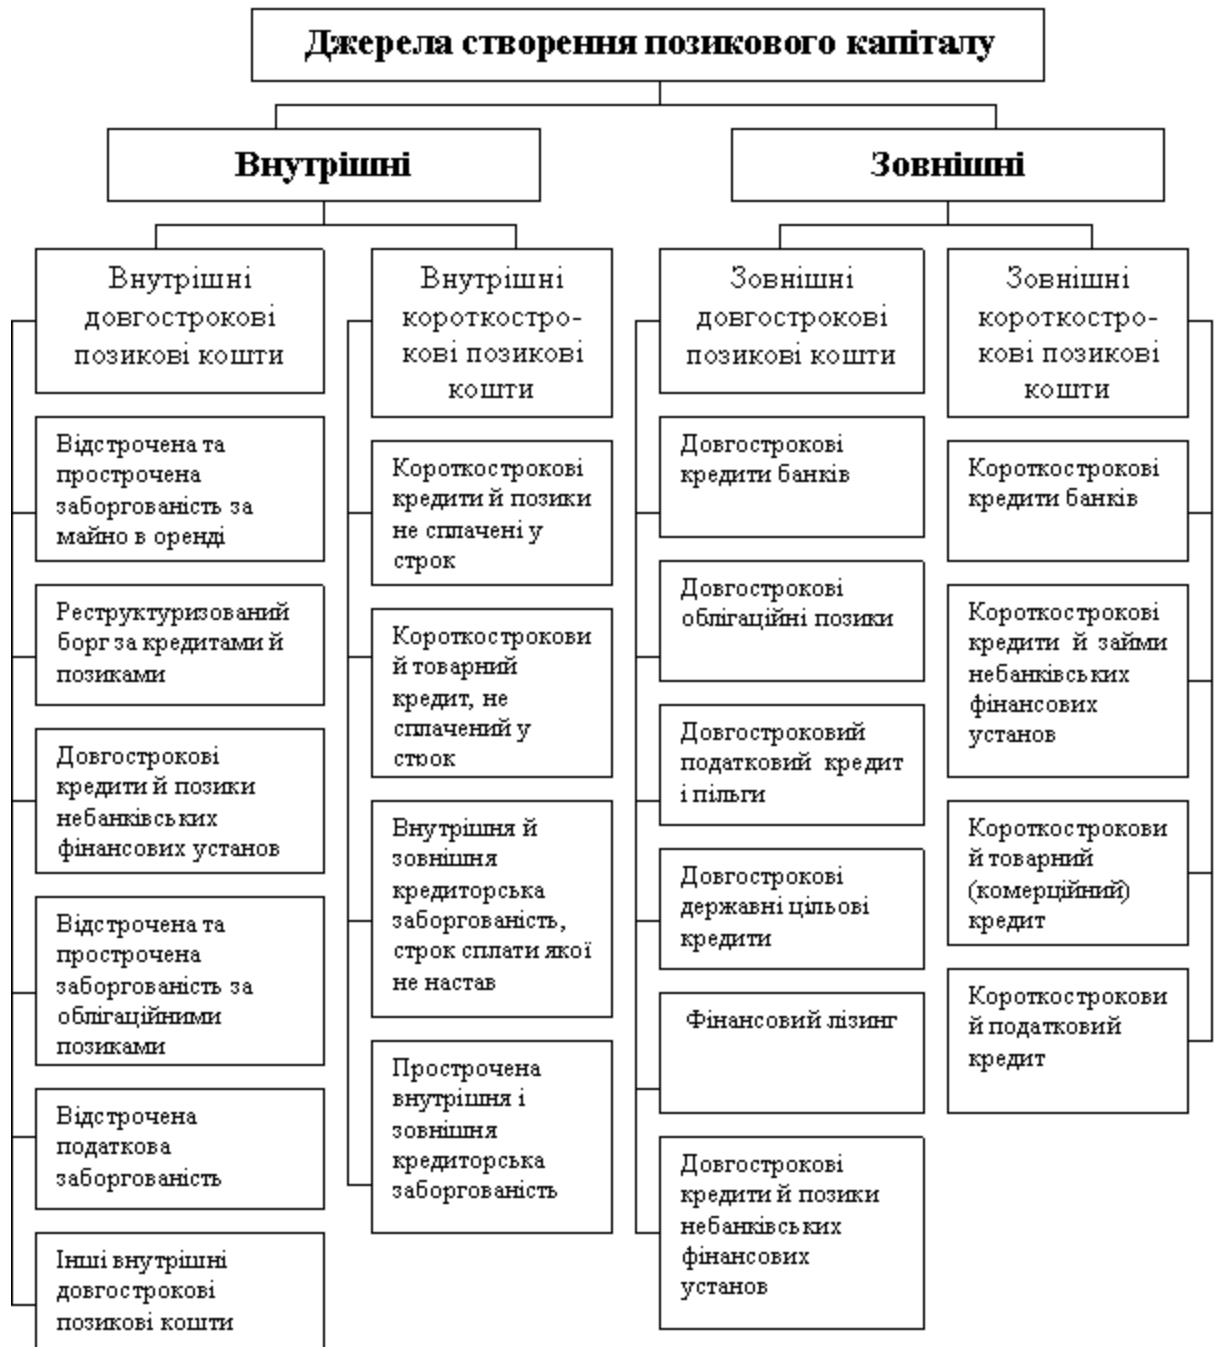 Джерела створення позикового капіталу
Внутрішні
Зовнішні
Внутрішні
довгострокові
позикові кошти
Відстрочена та
прострочена
заборгованість за
майно в оренді
Реструктуризований
борг за кредитами й
позиками
Довгострокові
кредити й позики
небанківських
фінансових установ
Відстрочена та
прострочена
заборгованість за
облігаційними
позиками
Відстрочена
податкова
заборгованість
Інші внутрішні
довгострокові
позикові кошти
Внутрішні
короткостро-
кові позикові
кошти
Короткострокові
кредити й позики
не сплачені у
строк
Короткострокови
й товарний
кредит, не
сплачений у
строк
Внутрішня й
зовнішня
кредиторська
заборгованість,
строк сплати якої
не настав
Прострочена
внутрішня і
зовнішня
кредиторська
заборгованість
Зовнішні
довгострокові
позикові кошти
Довгострокові
кредити банків
Довгострокові
облігаційні позики
Довгостроковий
податковий кредит
і пільги
Довгострокові
державні цільові
кредити
Фінансовий лізинг
Довгострокові
кредити й позики
небанківських
фінансових
установ
Зовнішні
короткостро-
кові позикові
кошти
Короткострокові
кредити банків
Короткострокові
кредити й займи
небанківських
фінансових
установ
Короткострокови
й товарний
(комерційний)
кредит
Короткострокови
й податковий
кредит